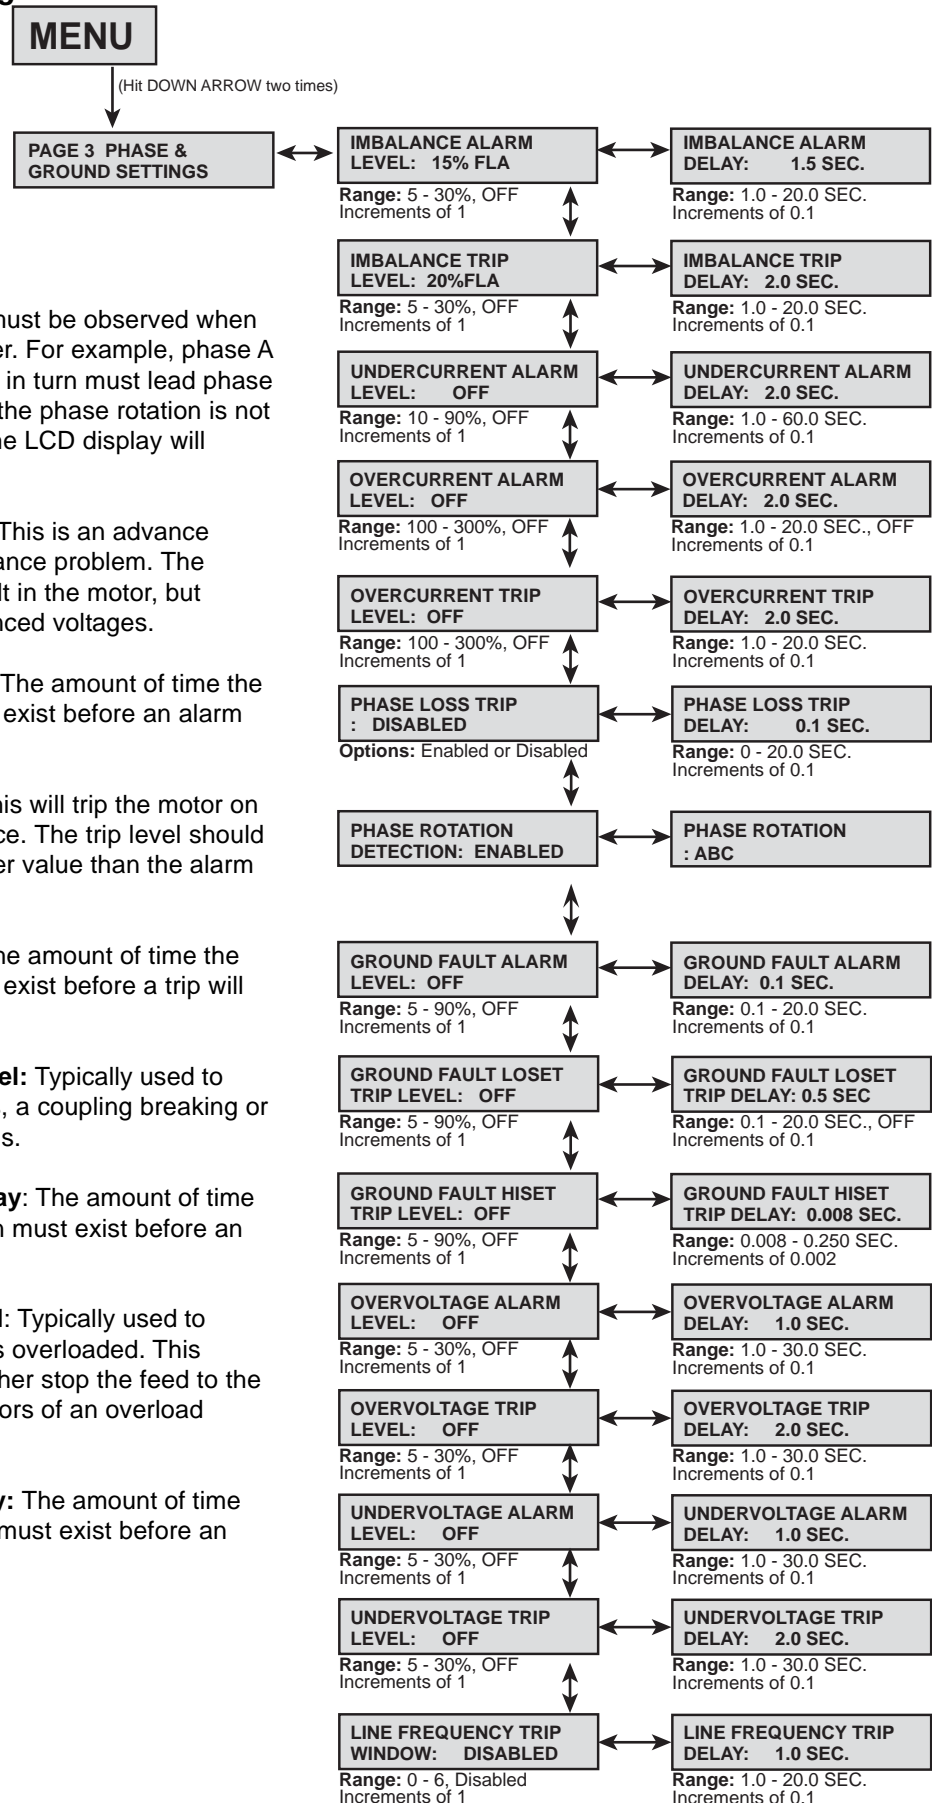 g
MENU
(Hit DOWN ARROW two times)
PAGE 3 PHASE &
GROUND SETTINGS
must be observed when
er. For example, phase A
in turn must lead phase
the phase rotation is not
he LCD display will
This is an advance
ance problem. The
lt in the motor, but
nced voltages.
The amount of time the
exist before an alarm
his will trip the motor on
ce. The trip level should
er value than the alarm
he amount of time the
exist before a trip will
el: Typically used to
s, a coupling breaking or
s.
ay: The amount of time
n must exist before an
l: Typically used to
s overloaded. This
her stop the feed to the
ors of an overload
y: The amount of time
must exist before an
IMBALANCE ALARM
LEVEL: 15% FLA
Range: 5 - 30%, OFF
Increments of 1
IMBALANCE ALARM
DELAY: 1.5 SEC.
Range: 1.0 - 20.0 SEC.
Increments of 0.1
IMBALANCE TRIP
LEVEL: 20%FLA
Range: 5 - 30%, OFF
Increments of 1
IMBALANCE TRIP
DELAY: 2.0 SEC.
Range: 1.0 - 20.0 SEC.
Increments of 0.1
UNDERCURRENT ALARM
LEVEL: OFF
Range: 10 - 90%, OFF
Increments of 1
UNDERCURRENT ALARM
DELAY: 2.0 SEC.
Range: 1.0 - 60.0 SEC.
Increments of 0.1
OVERCURRENT ALARM
LEVEL: OFF
Range: 100 - 300%, OFF
Increments of 1
OVERCURRENT ALARM
DELAY: 2.0 SEC.
Range: 1.0 - 20.0 SEC., OFF
Increments of 0.1
OVERCURRENT TRIP
LEVEL: OFF
Range: 100 - 300%, OFF
Increments of 1
OVERCURRENT TRIP
DELAY: 2.0 SEC.
Range: 1.0 - 20.0 SEC.
Increments of 0.1
PHASE LOSS TRIP
: DISABLED
Options: Enabled or Disabled
PHASE LOSS TRIP
DELAY: 0.1 SEC.
Range: 0 - 20.0 SEC.
Increments of 0.1
PHASE ROTATION
DETECTION: ENABLED
PHASE ROTATION
: ABC
GROUND FAULT ALARM
LEVEL: OFF
Range: 5 - 90%, OFF
Increments of 1
GROUND FAULT ALARM
DELAY: 0.1 SEC.
Range: 0.1 - 20.0 SEC.
Increments of 0.1
GROUND FAULT LOSET
TRIP LEVEL: OFF
Range: 5 - 90%, OFF
Increments of 1
GROUND FAULT LOSET
TRIP DELAY: 0.5 SEC
Range: 0.1 - 20.0 SEC., OFF
Increments of 0.1
GROUND FAULT HISET
TRIP LEVEL: OFF
Range: 5 - 90%, OFF
Increments of 1
GROUND FAULT HISET
TRIP DELAY: 0.008 SEC.
Range: 0.008 - 0.250 SEC.
Increments of 0.002
OVERVOLTAGE ALARM
LEVEL: OFF
Range: 5 - 30%, OFF
Increments of 1
OVERVOLTAGE ALARM
DELAY: 1.0 SEC.
Range: 1.0 - 30.0 SEC.
Increments of 0.1
OVERVOLTAGE TRIP
LEVEL: OFF
Range: 5 - 30%, OFF
Increments of 1
OVERVOLTAGE TRIP
DELAY: 2.0 SEC.
Range: 1.0 - 30.0 SEC.
Increments of 0.1
UNDERVOLTAGE ALARM
LEVEL: OFF
Range: 5 - 30%, OFF
Increments of 1
UNDERVOLTAGE ALARM
DELAY: 1.0 SEC.
Range: 1.0 - 30.0 SEC.
Increments of 0.1
UNDERVOLTAGE TRIP
LEVEL: OFF
Range: 5 - 30%, OFF
Increments of 1
UNDERVOLTAGE TRIP
DELAY: 2.0 SEC.
Range: 1.0 - 30.0 SEC.
Increments of 0.1
LINE FREQUENCY TRIP
WINDOW: DISABLED
Range: 0 - 6, Disabled
Increments of 1
LINE FREQUENCY TRIP
DELAY: 1.0 SEC.
Range: 1.0 - 20.0 SEC.
Increments of 0.1